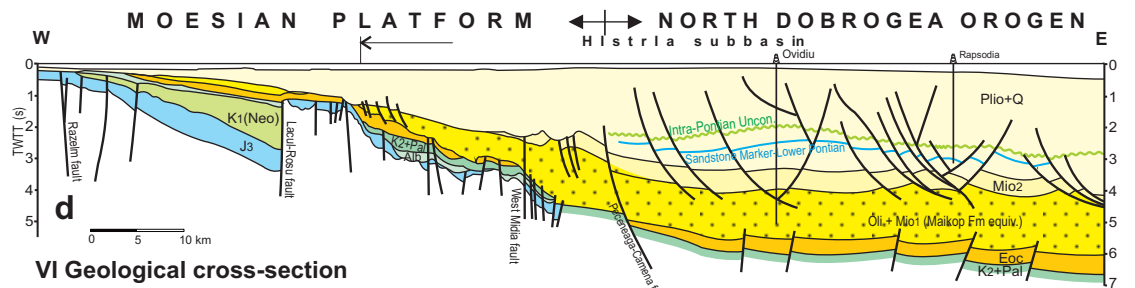 MOESIAN PLATFORM
NORTH DOBROGEA OROGEN
W
HIstrIa subbasin
E
Ovidiu
Rapsodia
0
1
2
3
4
5
TWTT (s)
0
1
2
3
4
5
6
7
Razelm fault
K1(Neo)
J3
Lacul-Rosu fault
K2+Pal
Alb
West Midia fault
Peceneaga-Camena f
Plio+Q
Intra-Pontian Uncon.
Sandstone Marker-Lower Pontian
Mio2
Oli.+ Mio1 (Maikop Fm equiv.)
Eoc
K2+Pal
d
0 5 10 km
VI Geological cross-section